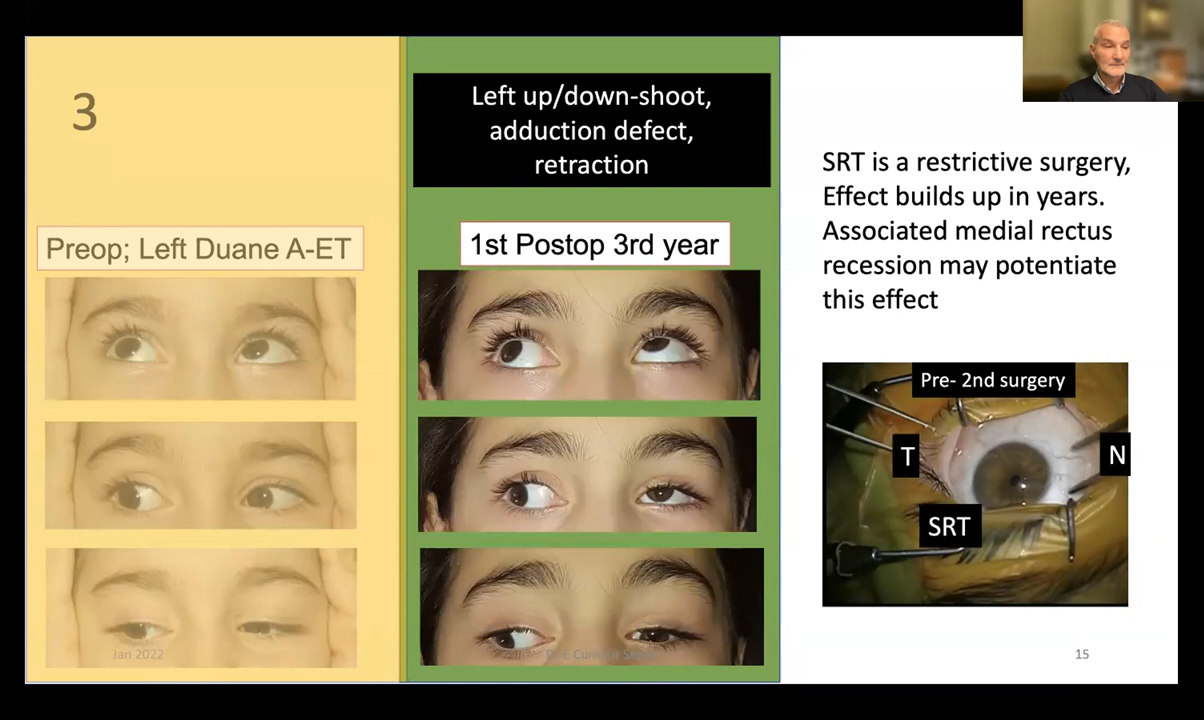 3
Preop; Left Duane A-ET
Jan 2022
Left up/down-shoot,
adduction defect,
retraction
1st Postop 3rd year
SRT is a restrictive surgery,
Effect builds up in years.
Associated medial rectus
recession may potentiate
this effect
Pre- 2nd surgery
T
N
SRT
15